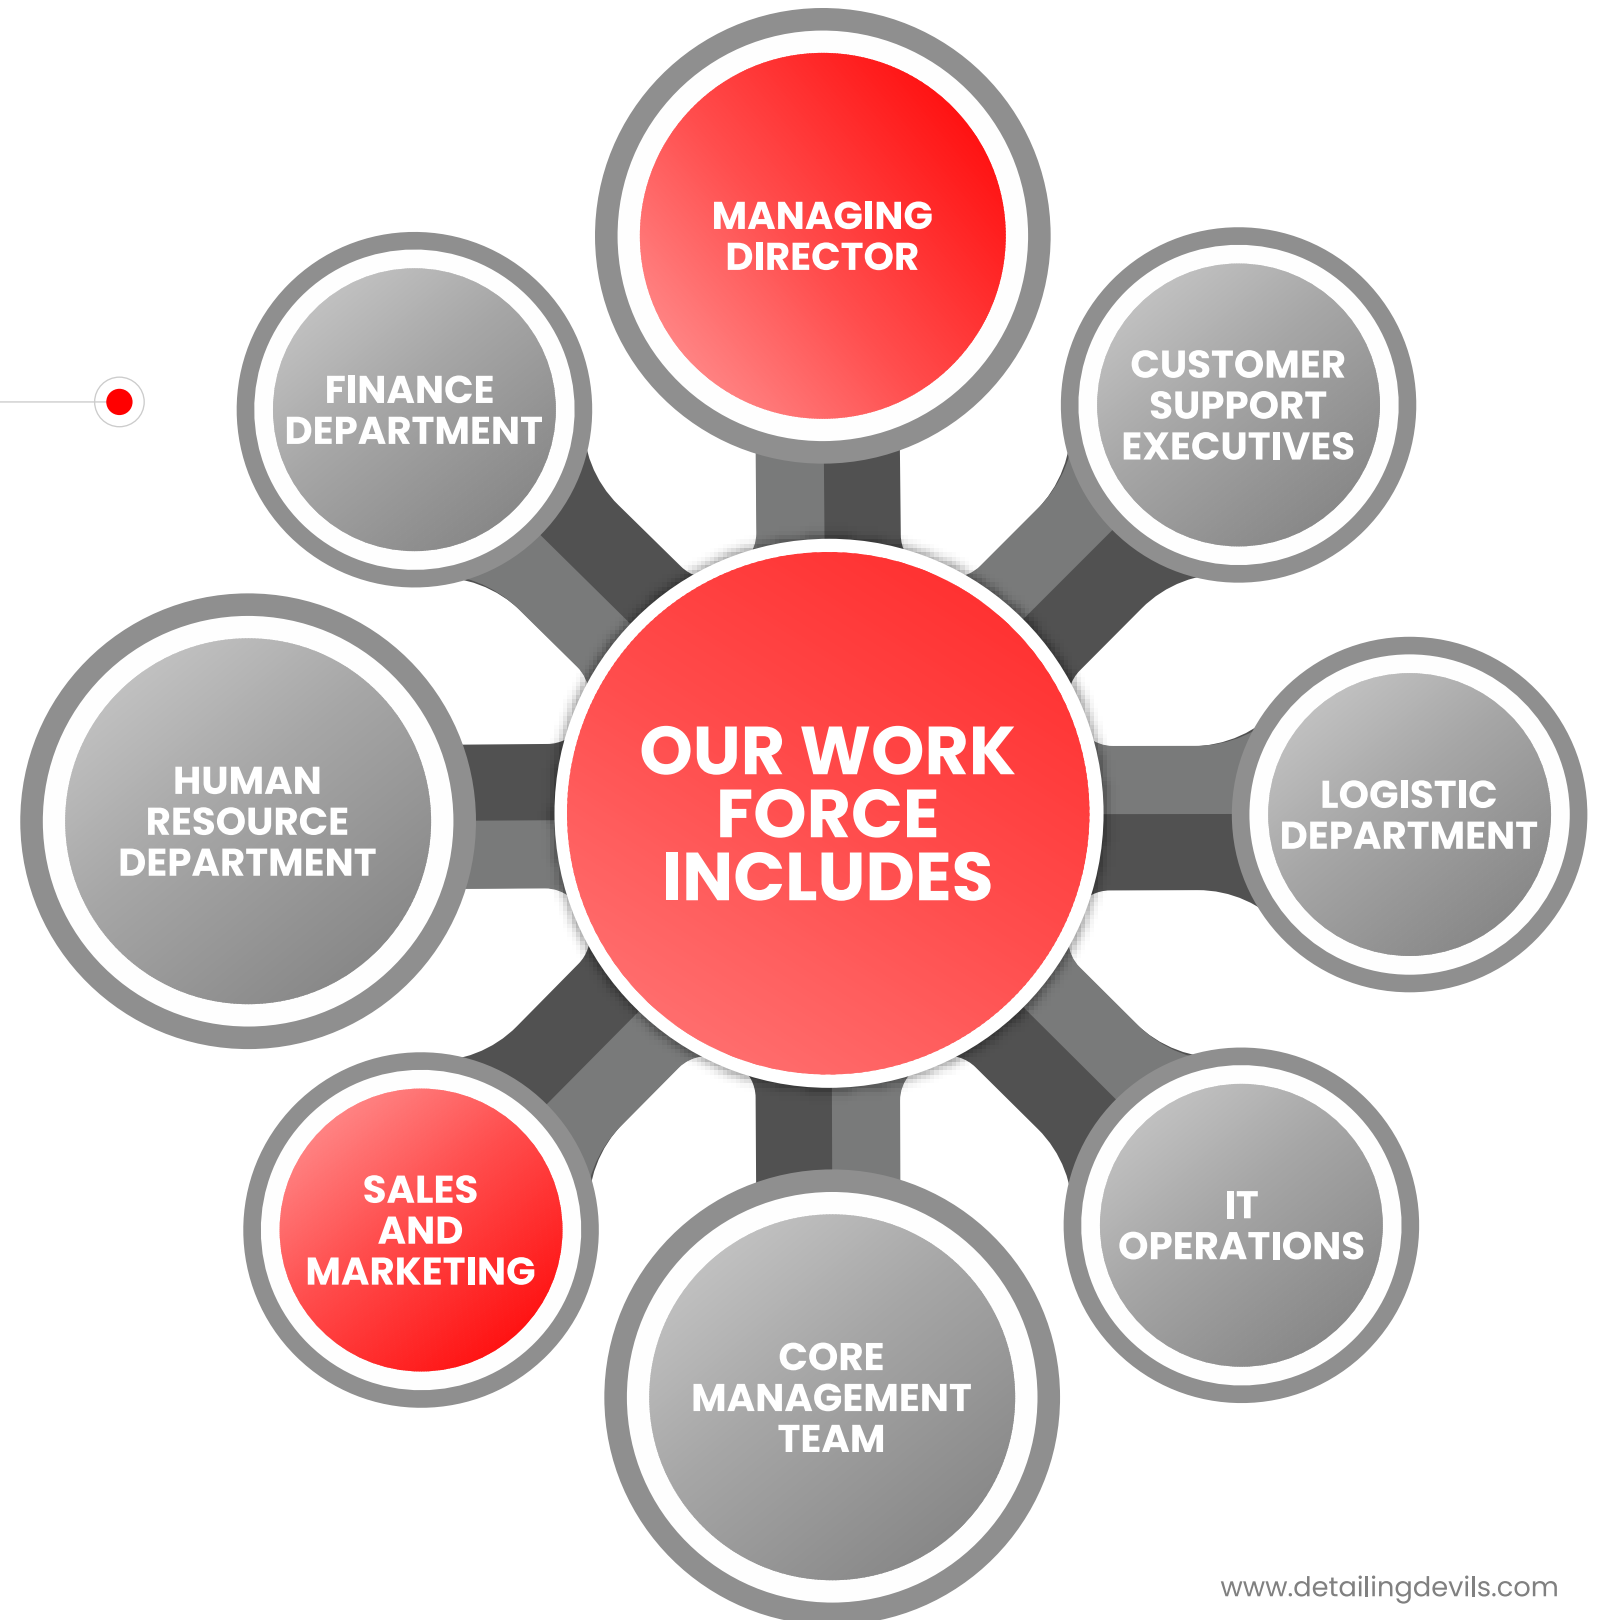 MANAGING
DIRECTOR
FINANCE
DEPARTMENT
CUSTOMER
SUPPORT
EXECUTIVES
OUR WORK
FORCE
INCLUDES
HUMAN
RESOURCE
DEPARTMENT
LOGISTIC
DEPARTMENT
SALES
AND
MARKETING
IT
OPERATIONS
CORE
MANAGEMENT
TEAM
www.detailingdevils.com